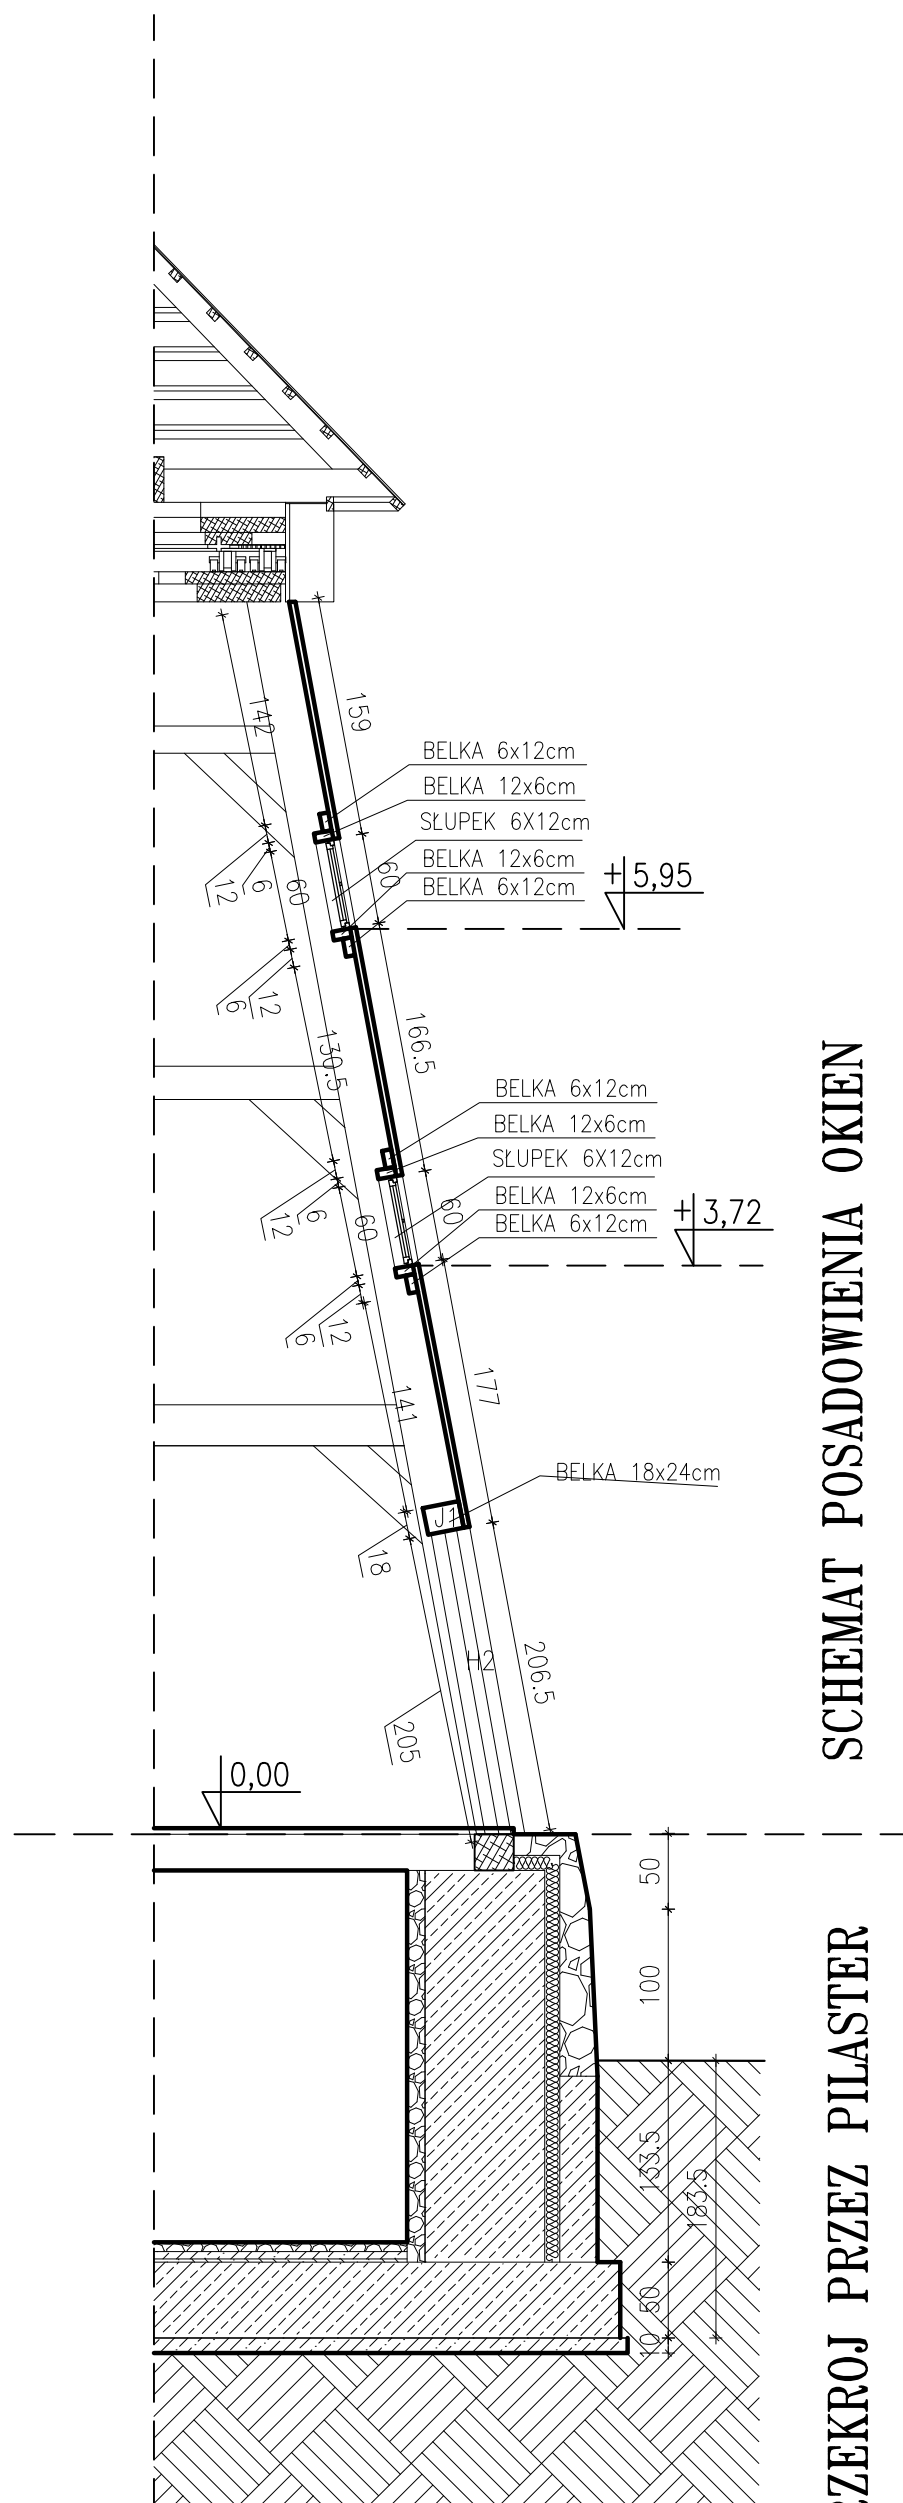 159
142
BELKA 6x12cm
BELKA 12x6cm
SŁUPEK 6X12cm
BELKA 12x6cm
BELKA 6x12cm
60
+5,95
12
6
60
6
12
166.5
130.5
BELKA 6x12cm
BELKA 12x6cm
SŁUPEK 6X12cm
BELKA 12x6cm
BELKA 6x12cm
60
+3,72
12
6
60
6
12
177
141
BELKA 18x24cm
J1
18
H2
206.5
205
0,00
50
100
133.5
183.5
50
10
SCHEMAT POSADOWIENIA OKIEN
ZEKROJ PRZEZ PILASTER